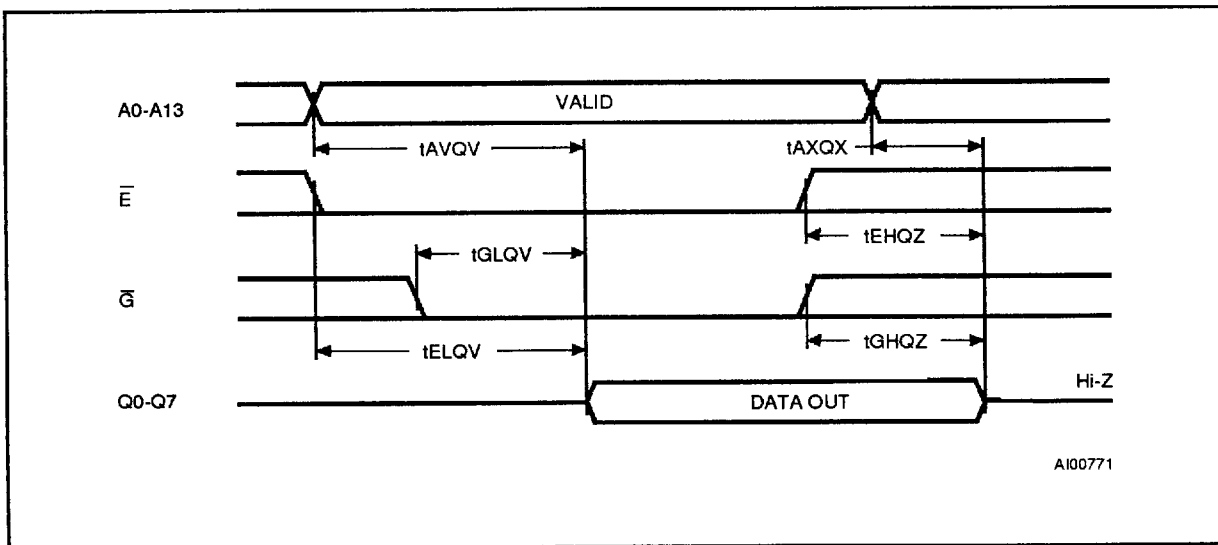 A0-A13
VALID
tAVQV
tAXQX
E̅
tEHQZ
tGLQV
G̅
tELQV
tGHQZ
Q0-Q7
DATA OUT
Hi-Z
AI00771